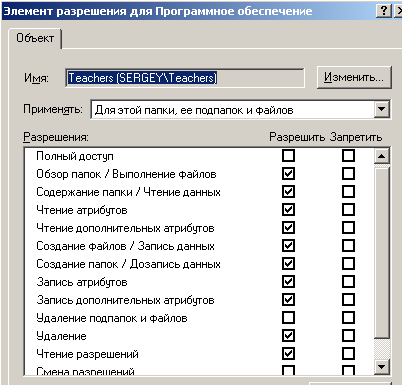 Элемент разрешения для Программное обеспечение
Объект
Имя: Teachers (SERGEY\Teachers) Изменить...
Применять: Для этой папки, ее подпапок и файлов
Разрешения: Разрешить Запретить
Полный доступ
Обзор папок / Выполнение файлов
Содержание папки / Чтение данных
Чтение атрибутов
Чтение дополнительных атрибутов
Создание файлов / Запись данных
Создание папок / Дозапись данных
Запись атрибутов
Запись дополнительных атрибутов
Удаление подпапок и файлов
Удаление
Чтение разрешений
Смена разрешений